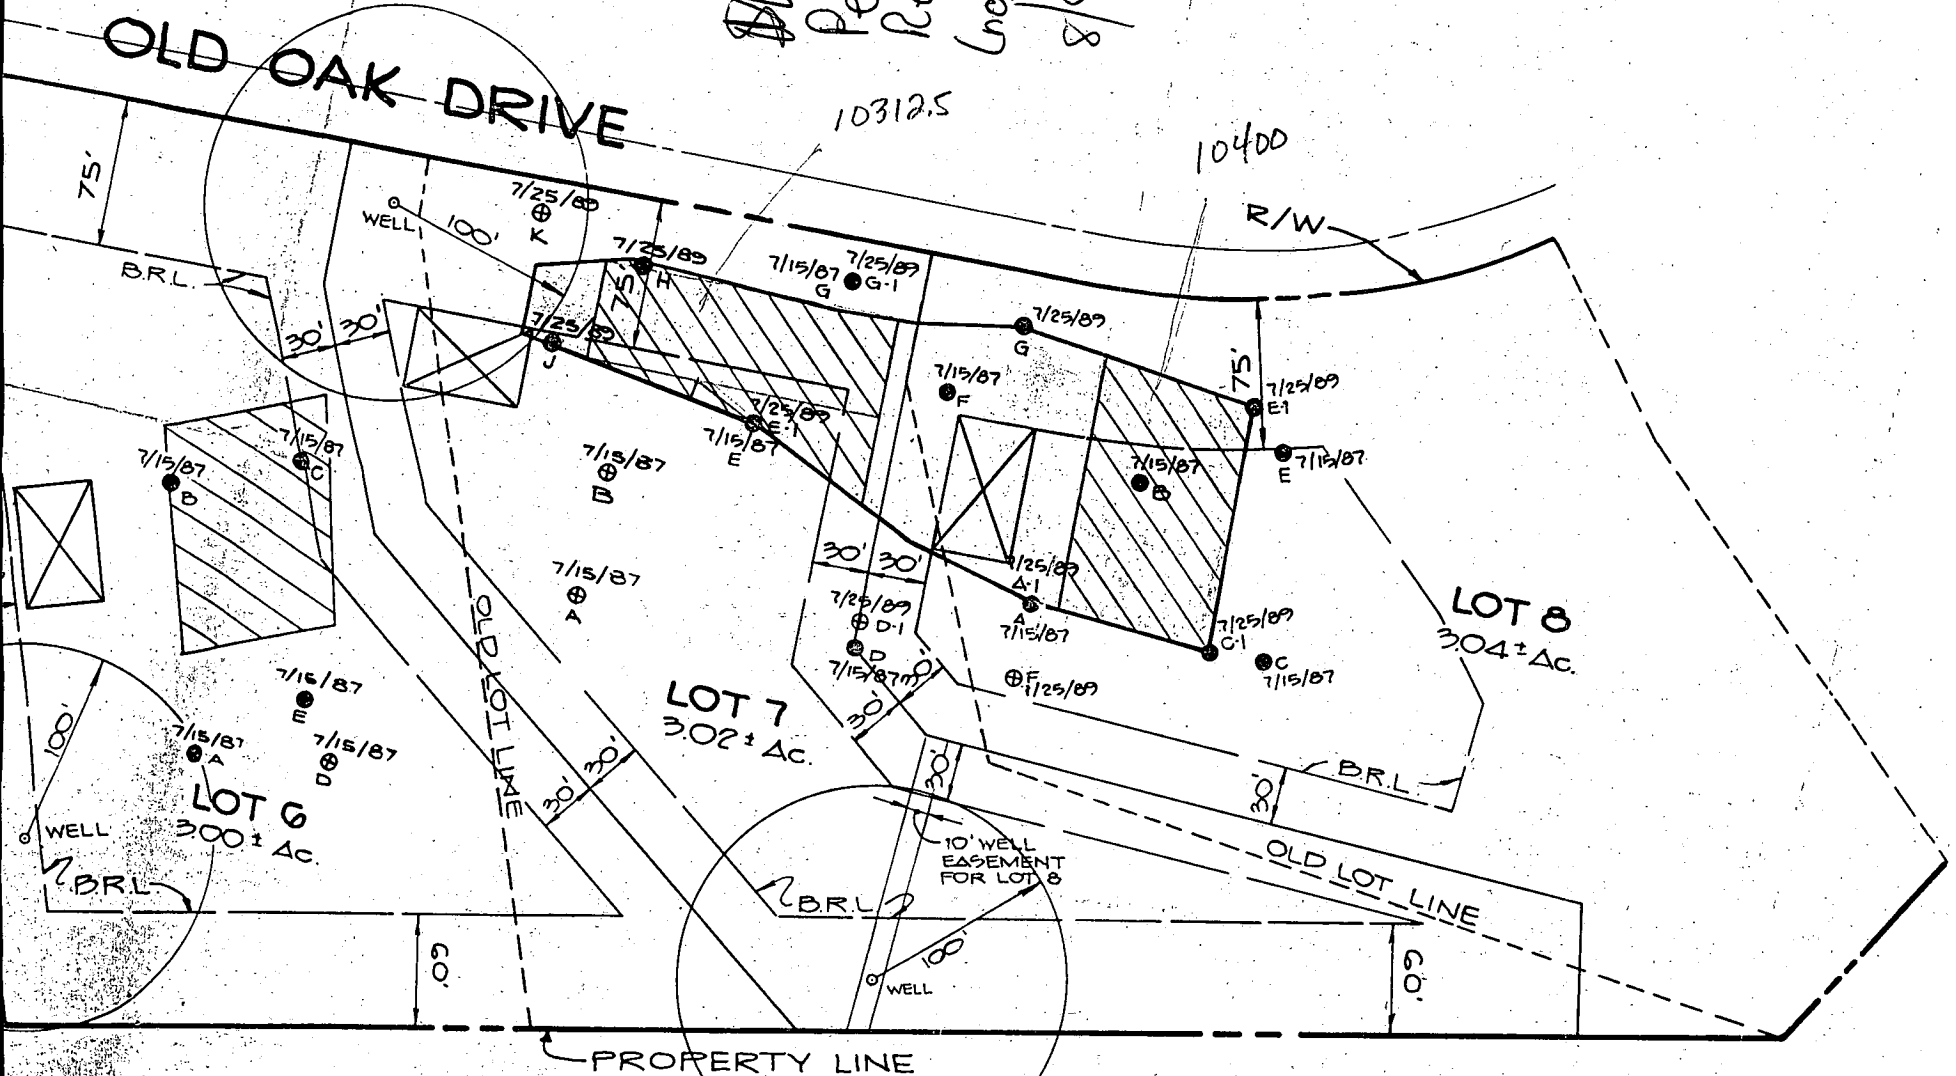 OLD OAK DRIVE
10312.5
10400
R/W
75'
B.R.L.
30'
30'
WELL
100'
7/25/89
K
7/25/89
H
75'
7/25/89
J
7/15/87
G
7/25/89
G-1
7/25/89
G
7/15/87
F
75'
7/25/89
E-1
7/15/87
E
7/15/87
B
7/25/89
E-1
7/15/87
E
7/15/87
B
7/15/87
A
7/15/87
B
7/15/87
C
30'
30'
7/25/89
D-1
D
7/15/87
7/25/89
A-1
A
7/15/87
7/25/89
C-1
C
7/15/87
F
7/25/89
30'
30'
LOT 8
3.04 ± AC.
LOT 7
3.02 ± AC.
OLD LOT LINE
7/15/87
E
7/15/87
A
7/15/87
D
LOT 6
3.00 ± AC.
100'
WELL
B.R.L.
30'
30'
30'
30'
B.R.L.
10' WELL
EASEMENT
FOR LOT 8
OLD LOT LINE
B.R.L.
100'
WELL
60'
60'
PROPERTY LINE